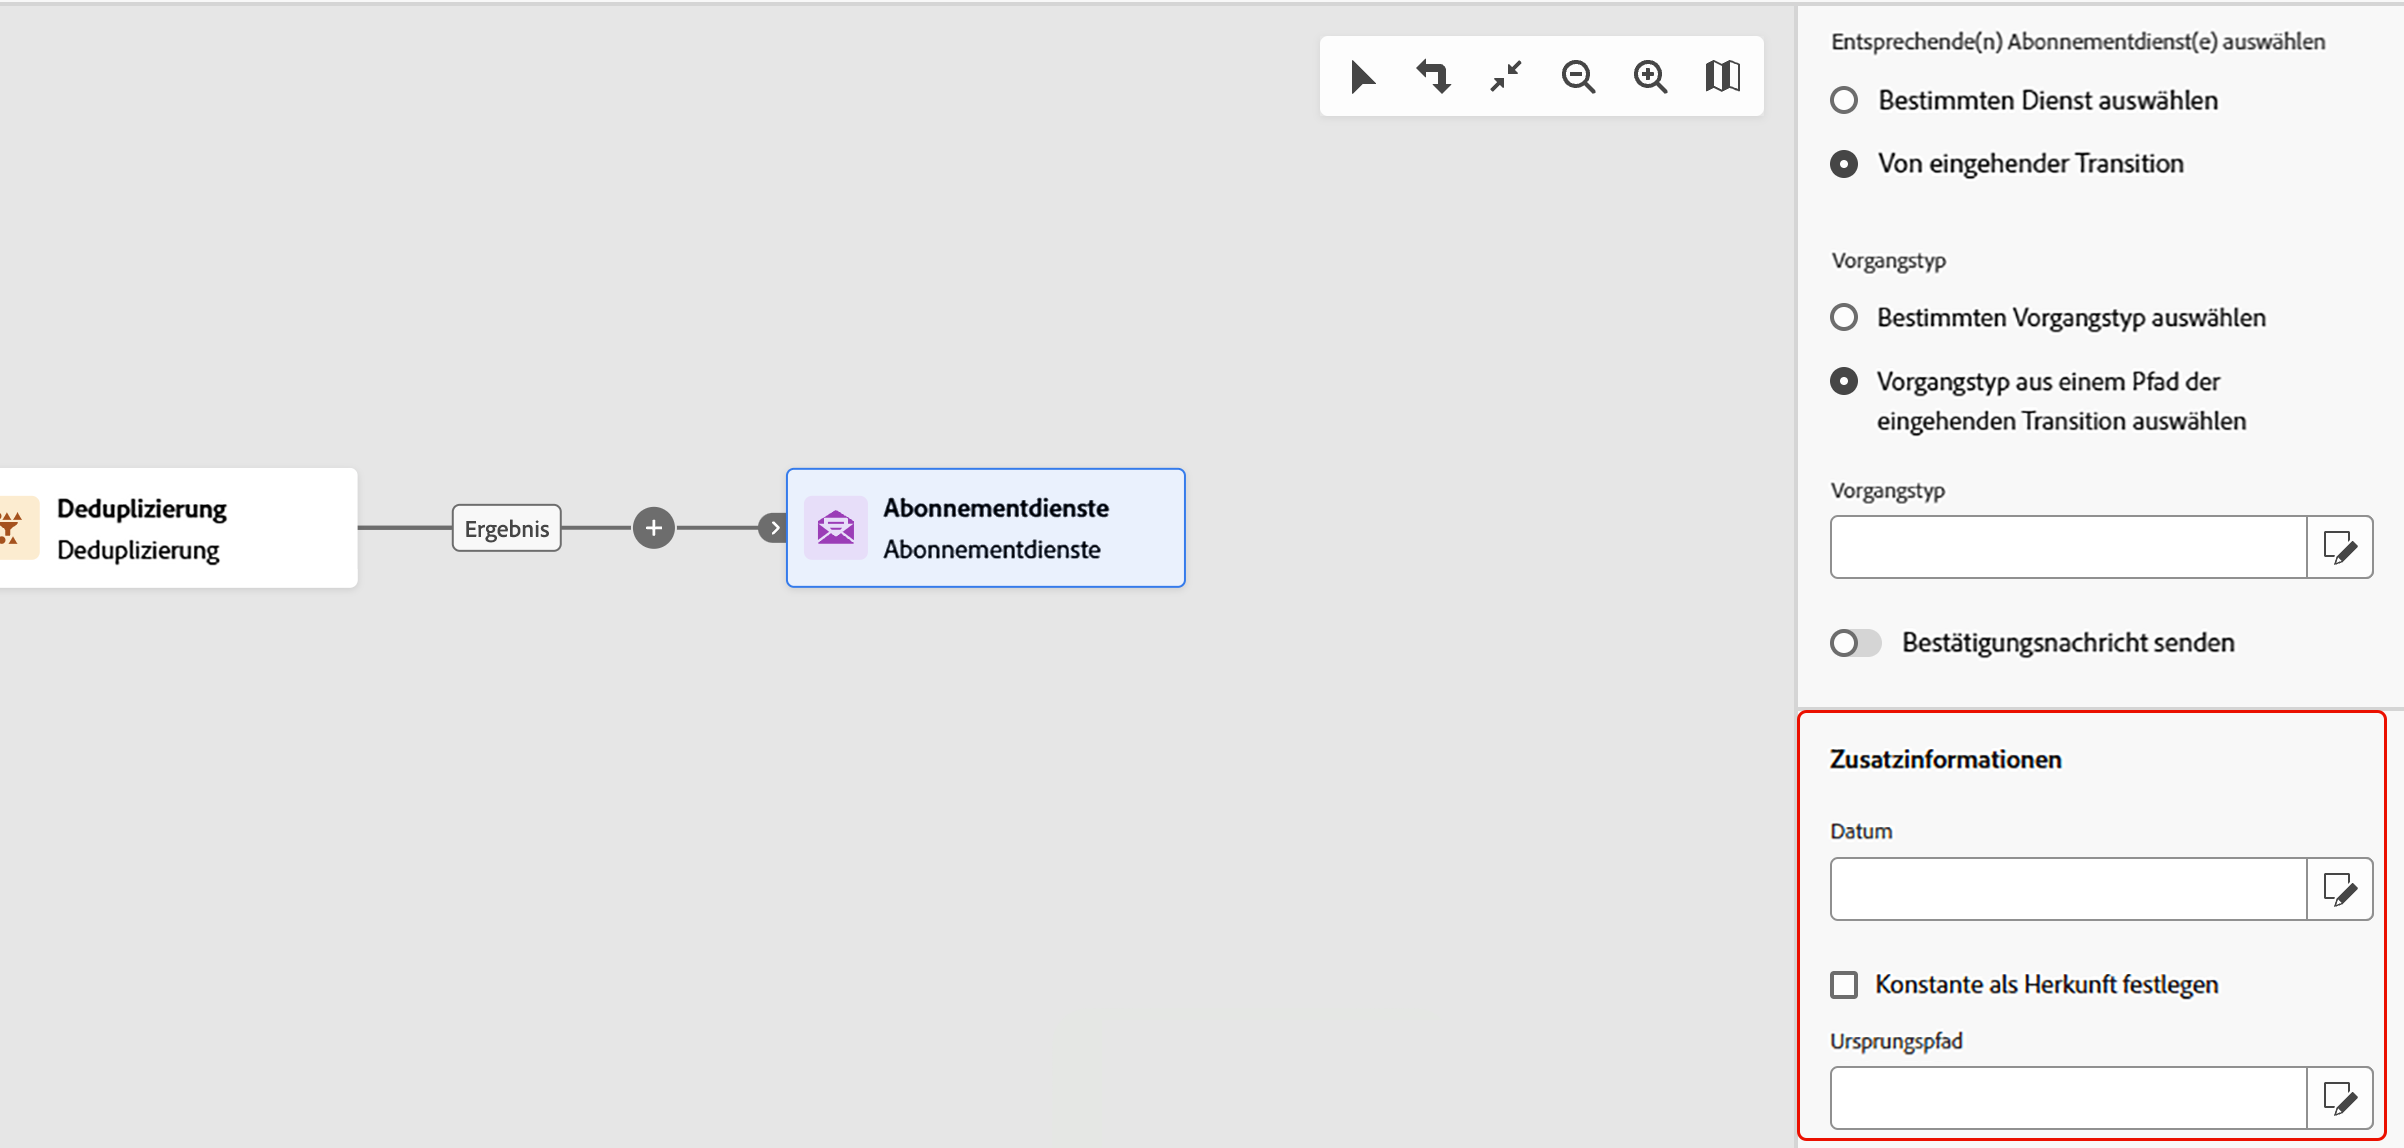 Deduplizierung
Deduplizierung
Ergebnis
Abonnementdienste
Abonnementdienste
Entsprechende(n) Abonnementdienst(e) auswählen
Bestimmten Dienst auswählen
Von eingehender Transition
Vorgangstyp
Bestimmten Vorgangstyp auswählen
Vorgangstyp aus einem Pfad der
eingehenden Transition auswählen
Vorgangstyp
Bestätigungsnachricht senden
Zusatzinformationen
Datum
Konstante als Herkunft festlegen
Ursprungspfad